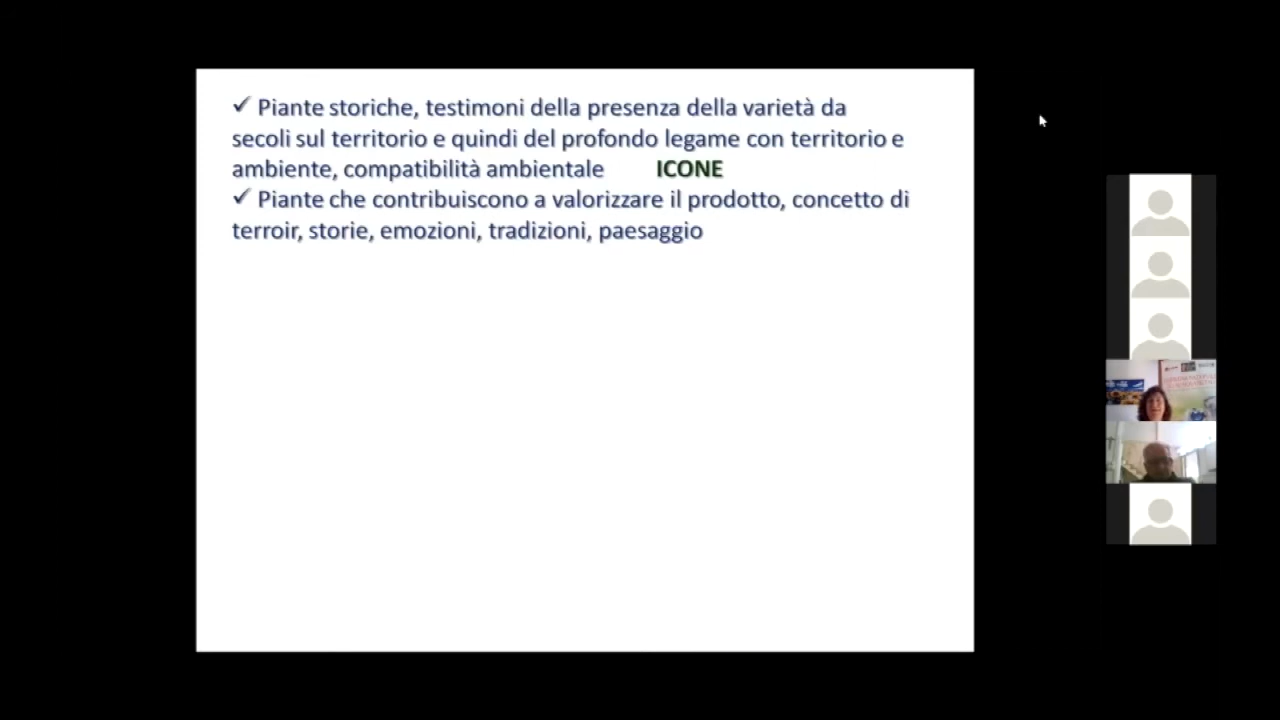 ✓ Piante storiche, testimoni della presenza della varietà da
secoli sul territorio e quindi del profondo legame con territorio e
ambiente, compatibilità ambientale ICONE
✓ Piante che contribuiscono a valorizzare il prodotto, concetto di
terroir, storie, emozioni, tradizioni, paesaggio